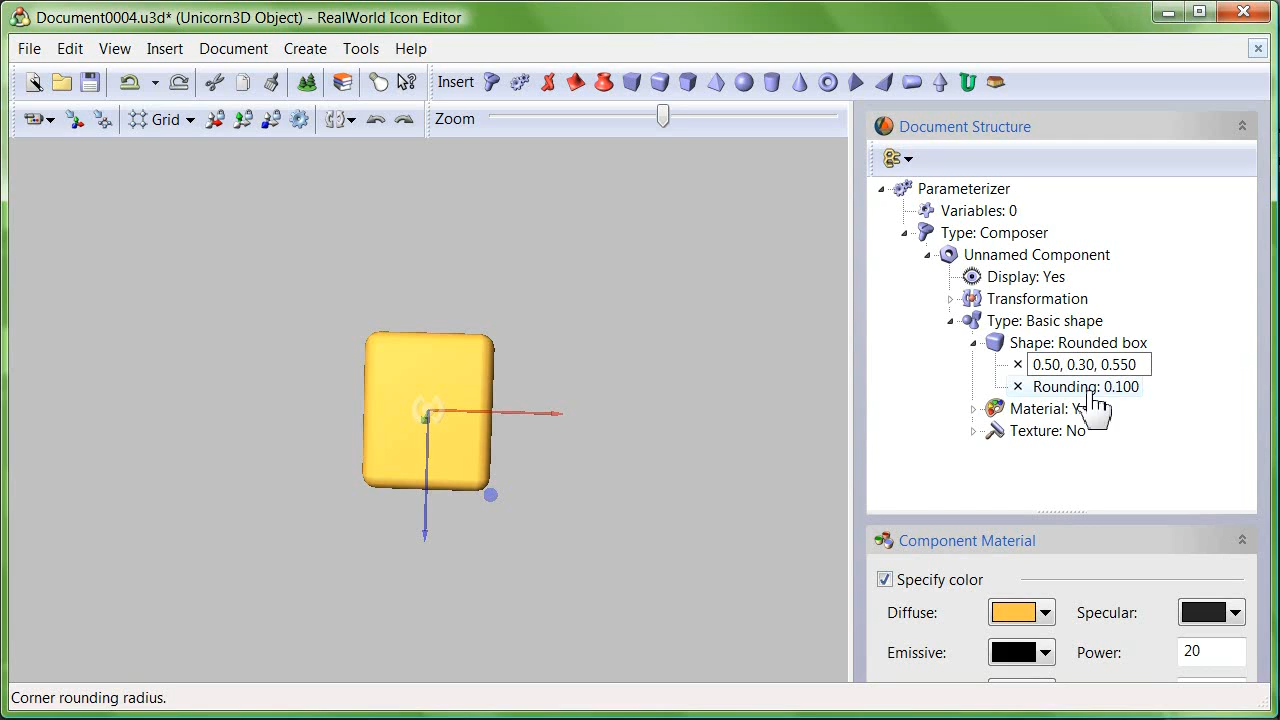 Document0004.u3d* (Unicorn3D Object) - RealWorld Icon Editor
File Edit View Insert Document Create Tools Help
Insert
Grid Zoom
Document Structure
Parameterizer
Variables: 0
Type: Composer
Unnamed Component
Display: Yes
Transformation
Type: Basic shape
Shape: Rounded box
0.50, 0.30, 0.550
Rounding: 0.100
Material: Y
Texture: No
Component Material
Specify color
Diffuse: Specular:
Emissive: Power: 20
Corner rounding radius.